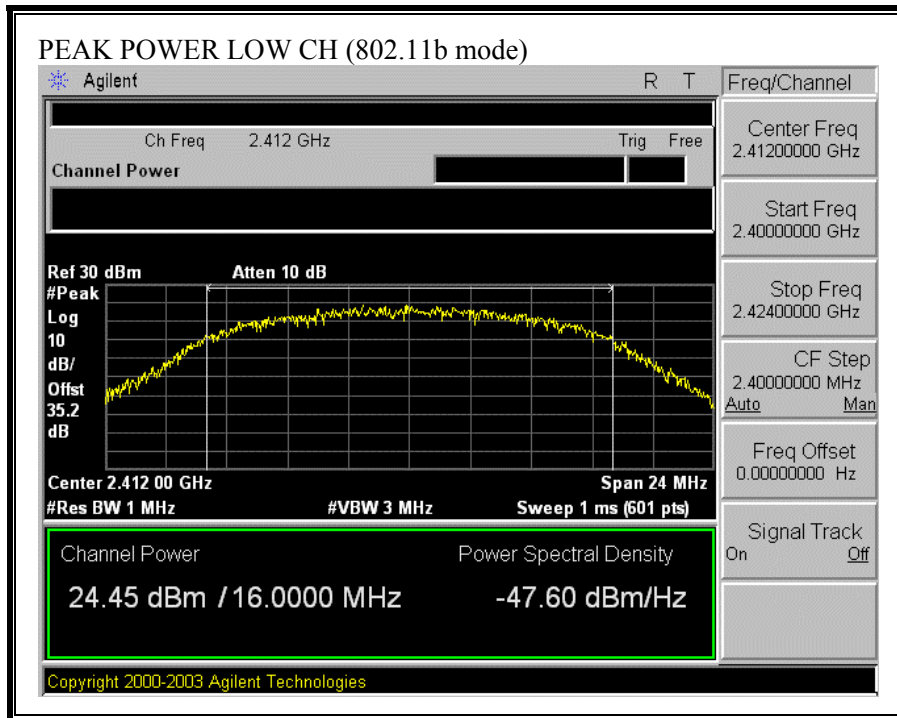 PEAK POWER LOW CH (802.11b mode)
Agilent R T
Ch Freq 2.412 GHz Trig Free
Channel Power
Ref 30 dBm Atten 10 dB
#Peak
Log
10
dB/
Offst
35.2
dB
Center 2.412 00 GHz Span 24 MHz
#Res BW 1 MHz #VBW 3 MHz Sweep 1 ms (601 pts)
Channel Power Power Spectral Density
24.45 dBm / 16.0000 MHz -47.60 dBm/Hz
Copyright 2000-2003 Agilent Technologies
Freq/Channel
Center Freq
2.41200000 GHz
Start Freq
2.40000000 GHz
Stop Freq
2.42400000 GHz
CF Step
2.40000000 MHz
Auto Man
Freq Offset
0.00000000 Hz
Signal Track
On Off